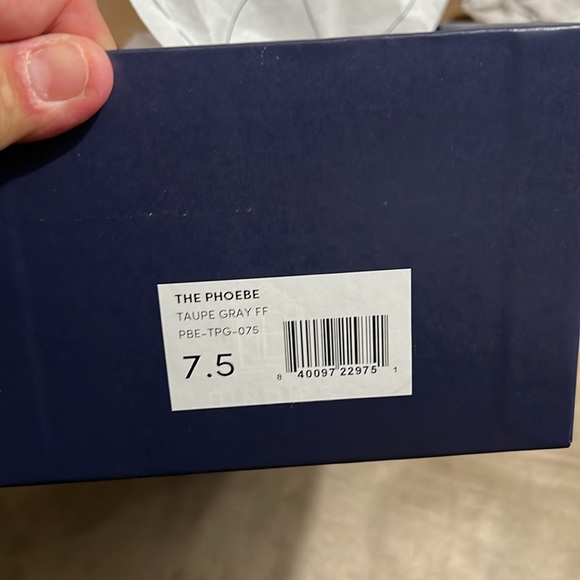 THE PHOEBE
TAUPE GRAY FF
PBE-TPG-075
7.5
8 40097 22975 1